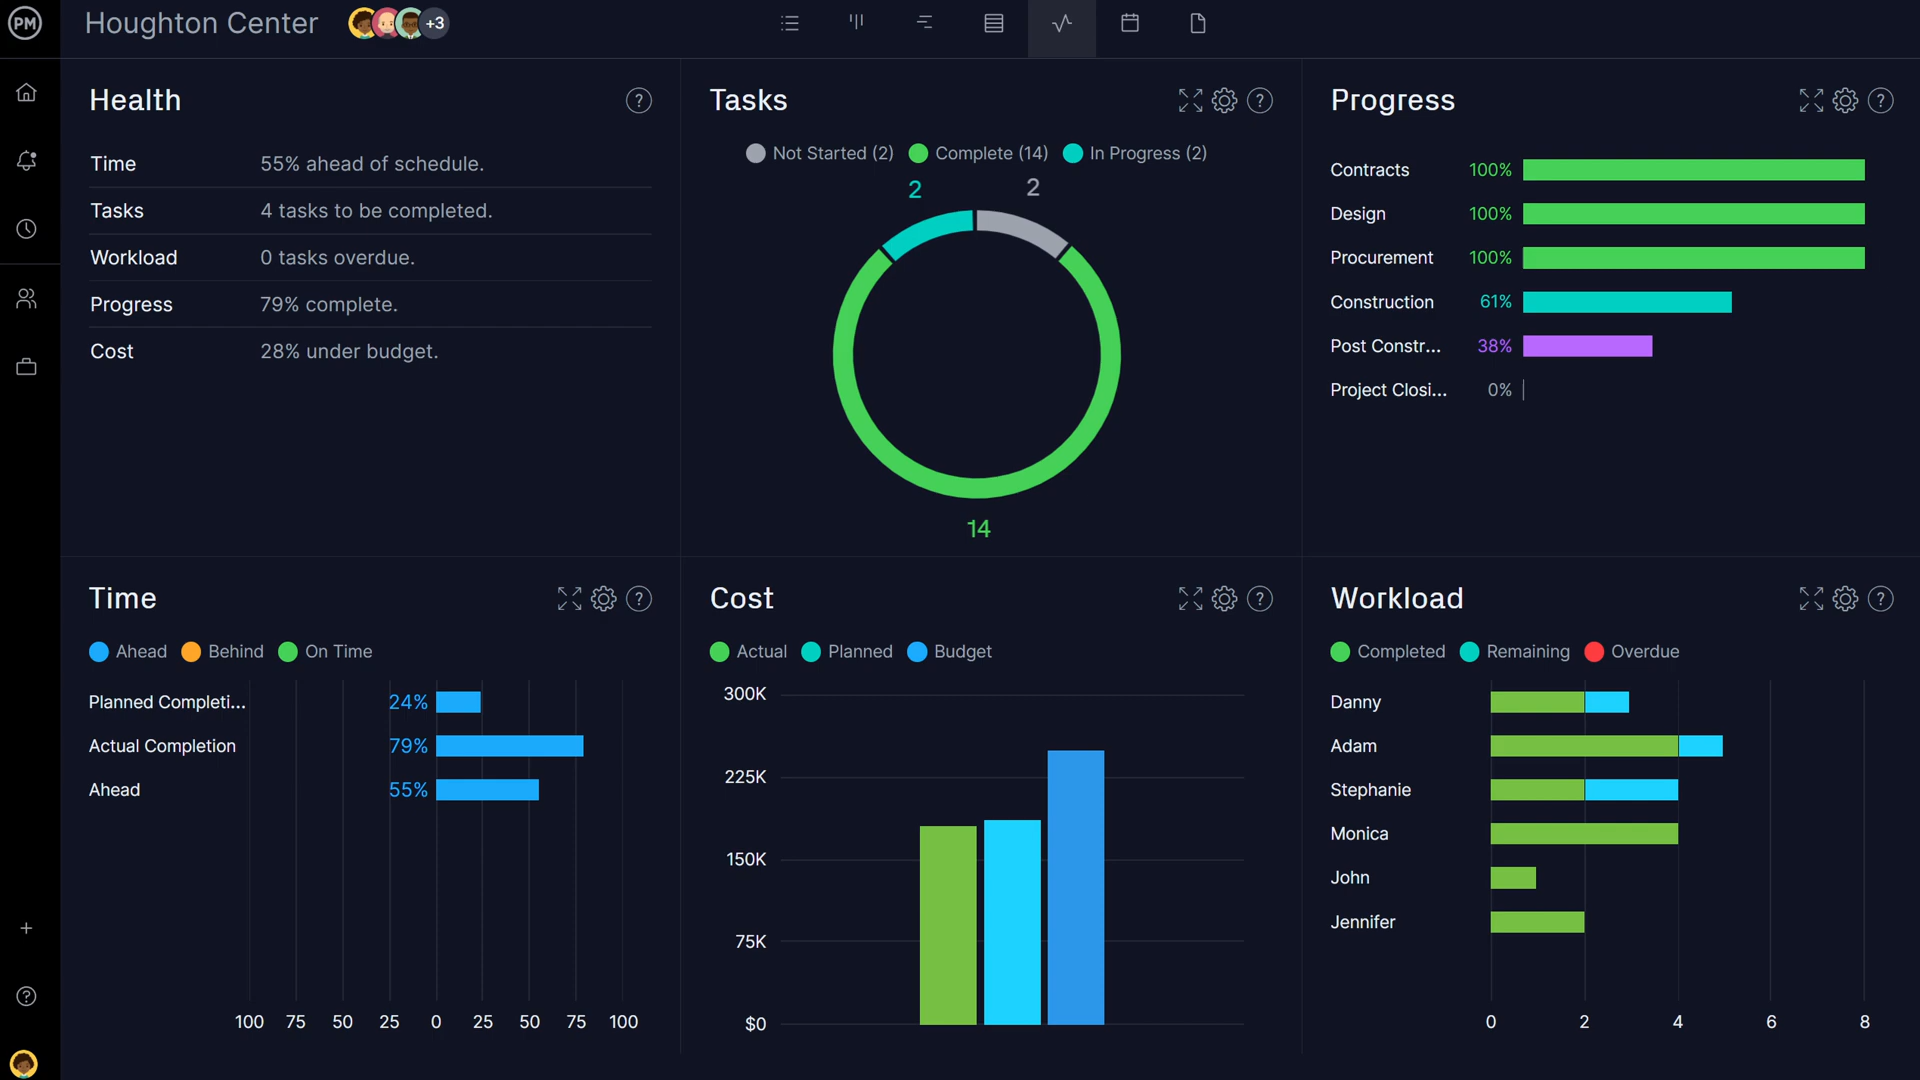 PM
Houghton Center
+3
Health
Time 55% ahead of schedule.
Tasks 4 tasks to be completed.
Workload 0 tasks overdue.
Progress 79% complete.
Cost 28% under budget.
Tasks
Not Started (2) Complete (14) In Progress (2)
2 2
14
Progress
Contracts 100%
Design 100%
Procurement 100%
Construction 61%
Post Constr... 38%
Project Closi... 0%
Time
Ahead Behind On Time
Planned Completi... 24%
Actual Completion 79%
Ahead 55%
100 75 50 25 0 25 50 75 100
Cost
Actual Planned Budget
300K
225K
150K
75K
$0
Workload
Completed Remaining Overdue
Danny
Adam
Stephanie
Monica
John
Jennifer
0 2 4 6 8